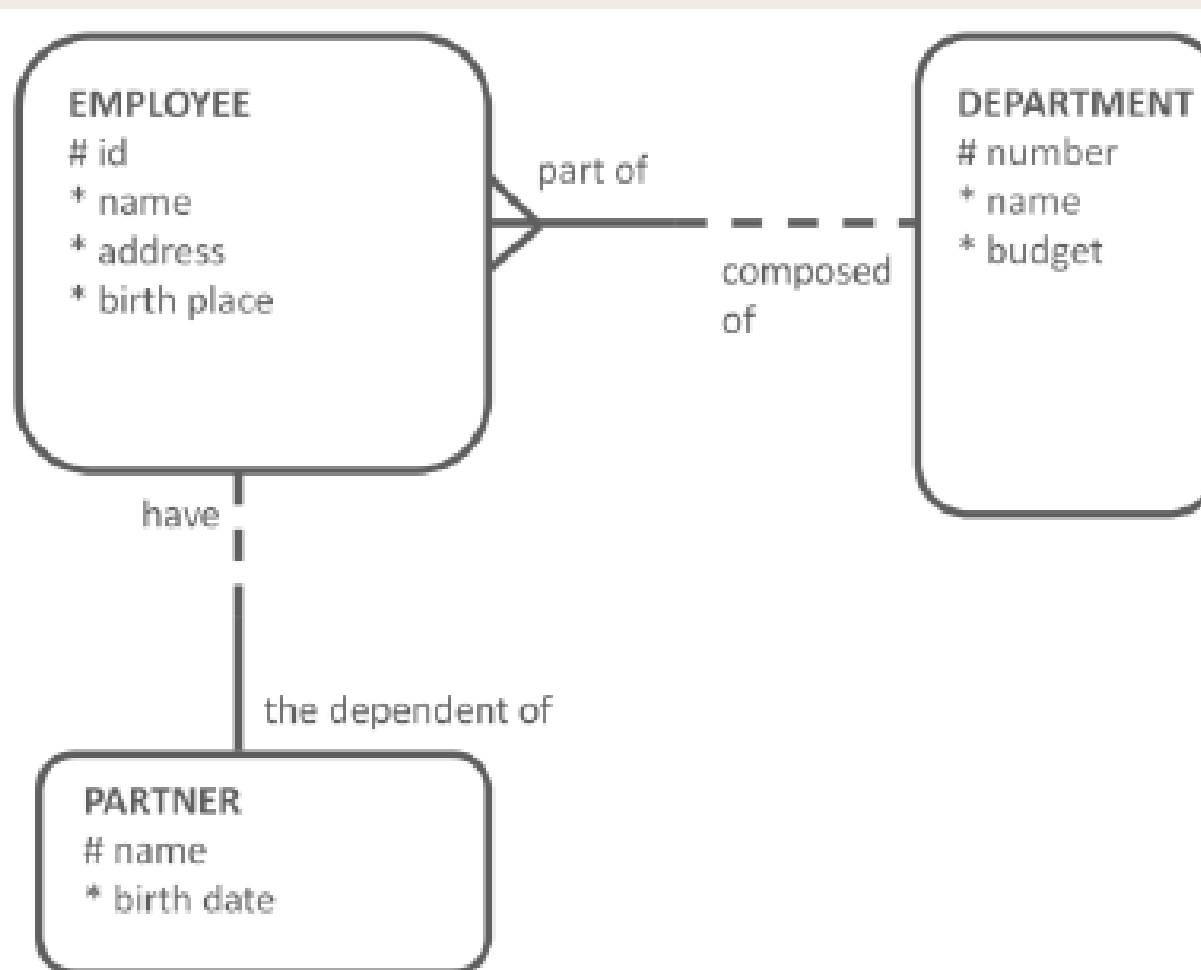 EMPLOYEE
# id
* name
* address
* birth place
part of
composed
of
DEPARTMENT
# number
* name
* budget
have
the dependent of
PARTNER
# name
* birth date